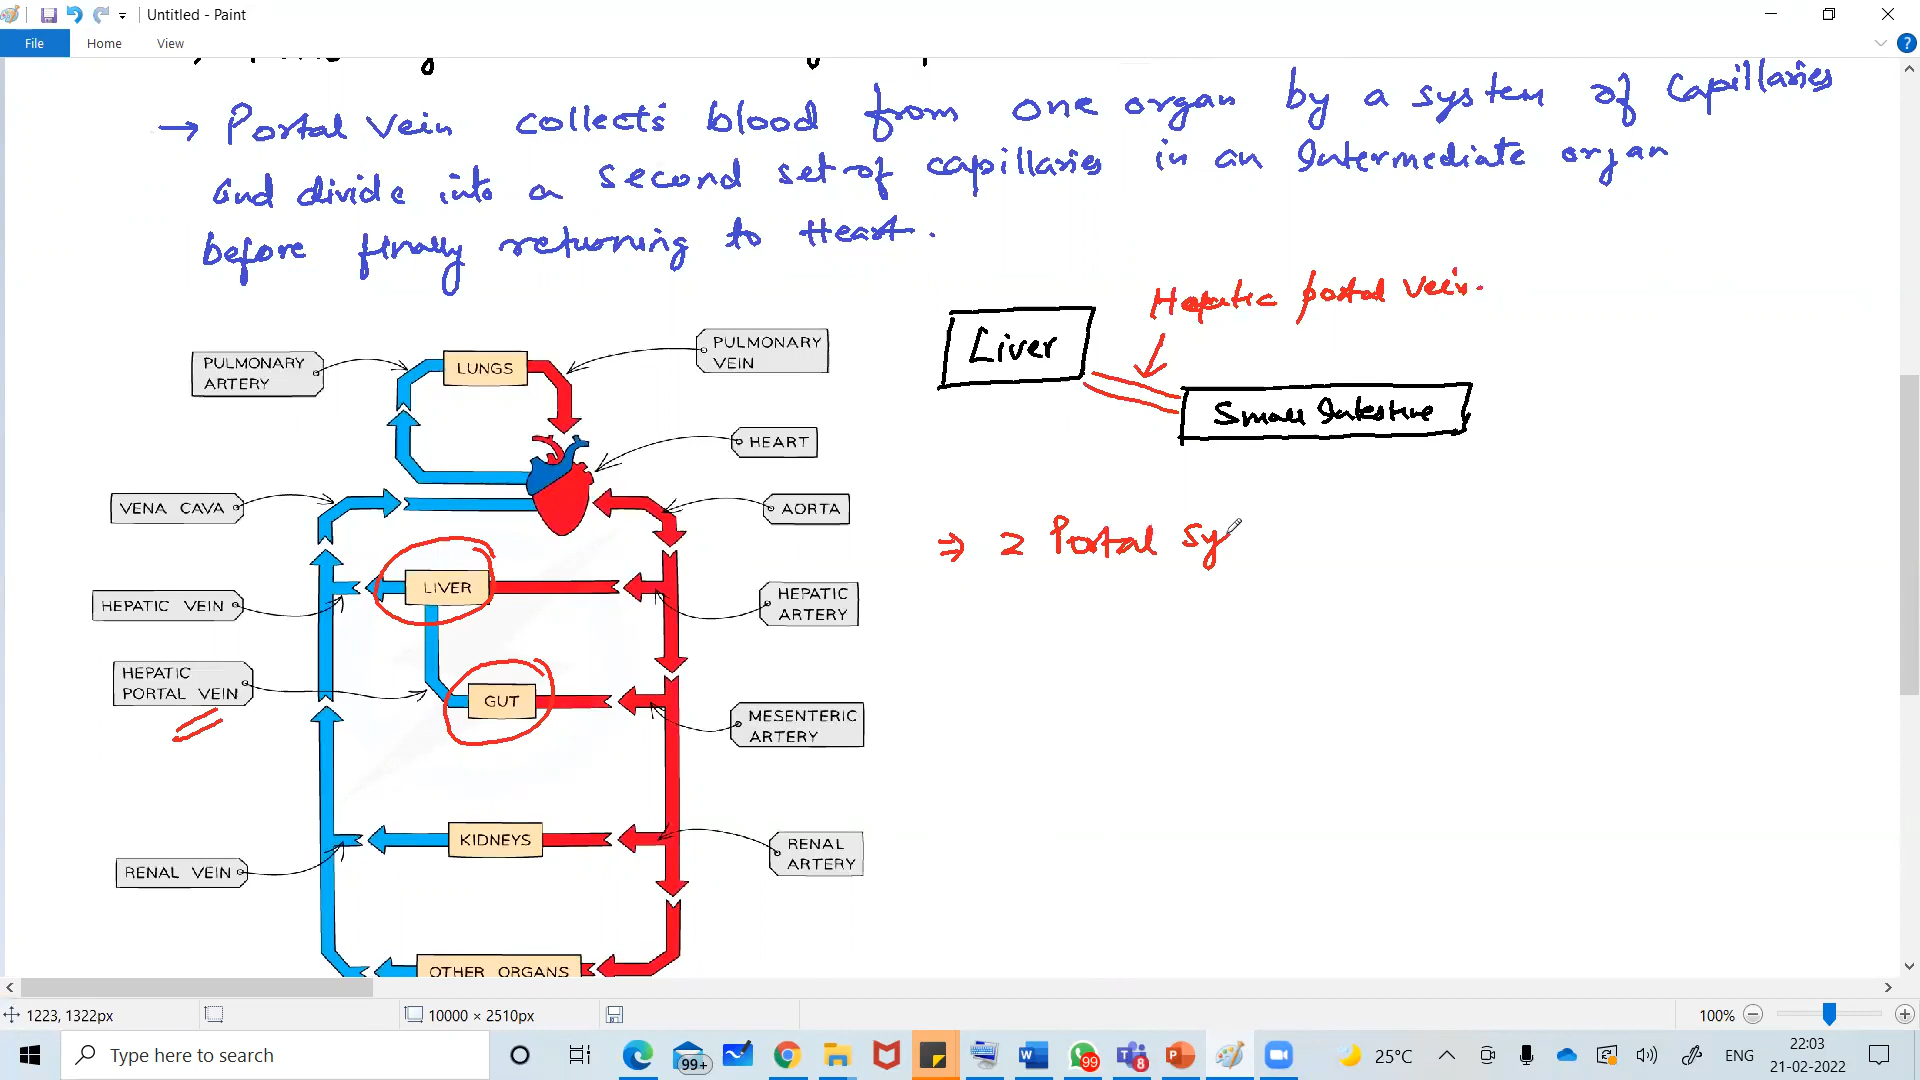 Untitled - Paint
File Home View
→ Portal vein collects blood from one organ by a system of capillaries
and divide into a second set of capillaries in an Intermediate organ
before finally returning to Heart.
Hepatic portal vein.
Liver
Small Intestine
PULMONARY
ARTERY
LUNGS
PULMONARY
VEIN
HEART
VENA CAVA
AORTA
⇒ 2 Portal Sy
LIVER
HEPATIC VEIN
HEPATIC
ARTERY
HEPATIC
PORTAL VEIN
GUT
MESENTERIC
ARTERY
KIDNEYS
RENAL VEIN
RENAL
ARTERY
OTHER ORGANS
1223, 1322px
10000 × 2510px
100%
Type here to search
99+
99
8
25°C
ENG
22:03
21-02-2022